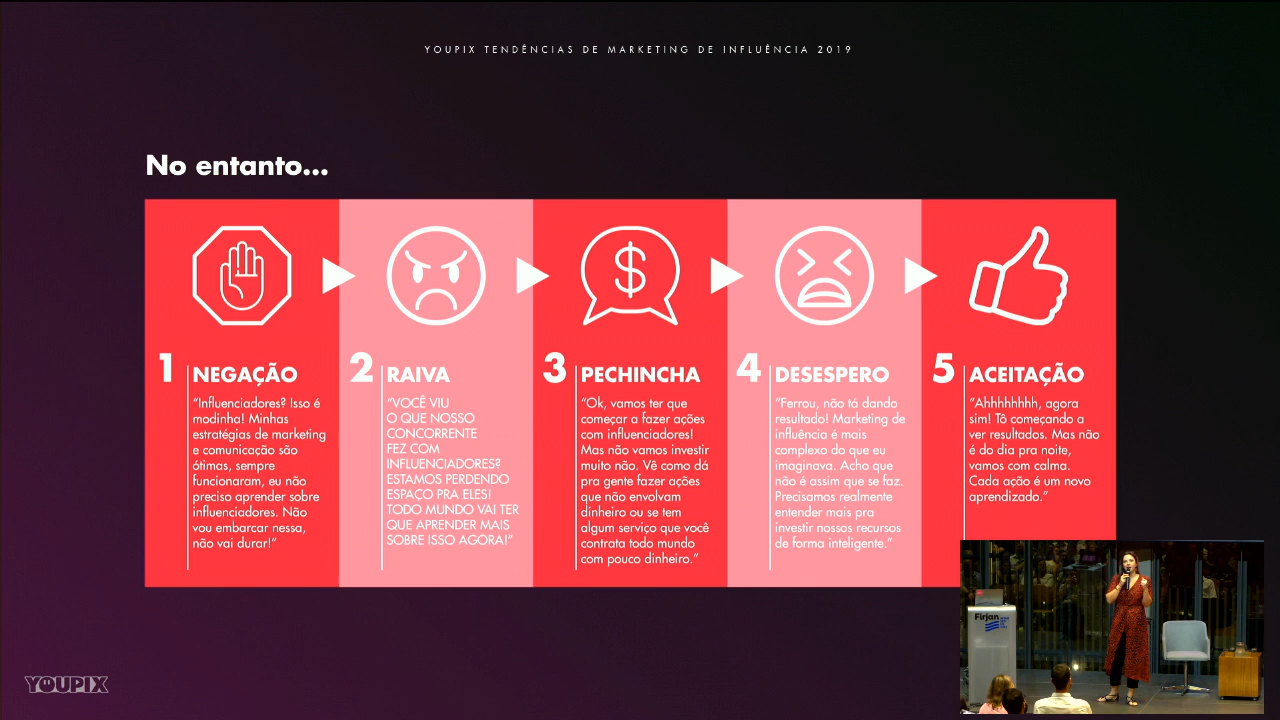 YOUPIX TENDÊNCIAS DE MARKETING DE INFLUÊNCIA 2019
No entanto...
1 NEGAÇÃO
"Influenciadores? Isso é
modinha! Minhas
estratégias de marketing
e comunicação são
ótimas, sempre
funcionaram, eu não
preciso aprender sobre
influenciadores. Não
vou embarcar nessa,
não vai durar!"
2 RAIVA
"VOCÊ VIU
O QUE NOSSO
CONCORRENTE
FEZ COM
INFLUENCIADORES?
ESTAMOS PERDENDO
ESPAÇO PRA ELES!
TODO MUNDO VAI TER
QUE APRENDER MAIS
SOBRE ISSO AGORA!"
3 PECHINCHA
"Ok, vamos ter que
começar a fazer ações
com influenciadores!
Mas não vamos investir
muito não. Vê como dá
pra gente fazer ações
que não envolvam
dinheiro ou se tem
algum serviço que você
contrata todo mundo
com pouco dinheiro."
4 DESESPERO
"Ferrou, não tá dando
resultado! Marketing de
influência é mais
complexo do que eu
imaginava. Acho que
não é assim que se faz.
Precisamos realmente
entender mais pra
investir nossos recursos
de forma inteligente."
5 ACEITAÇÃO
"Ahhhhhhhh, agora
sim! Tô começando a
ver resultados. Mas não
é do dia pra noite,
vamos com calma.
Cada ação é um novo
aprendizado."
Firjan
YOUPIX